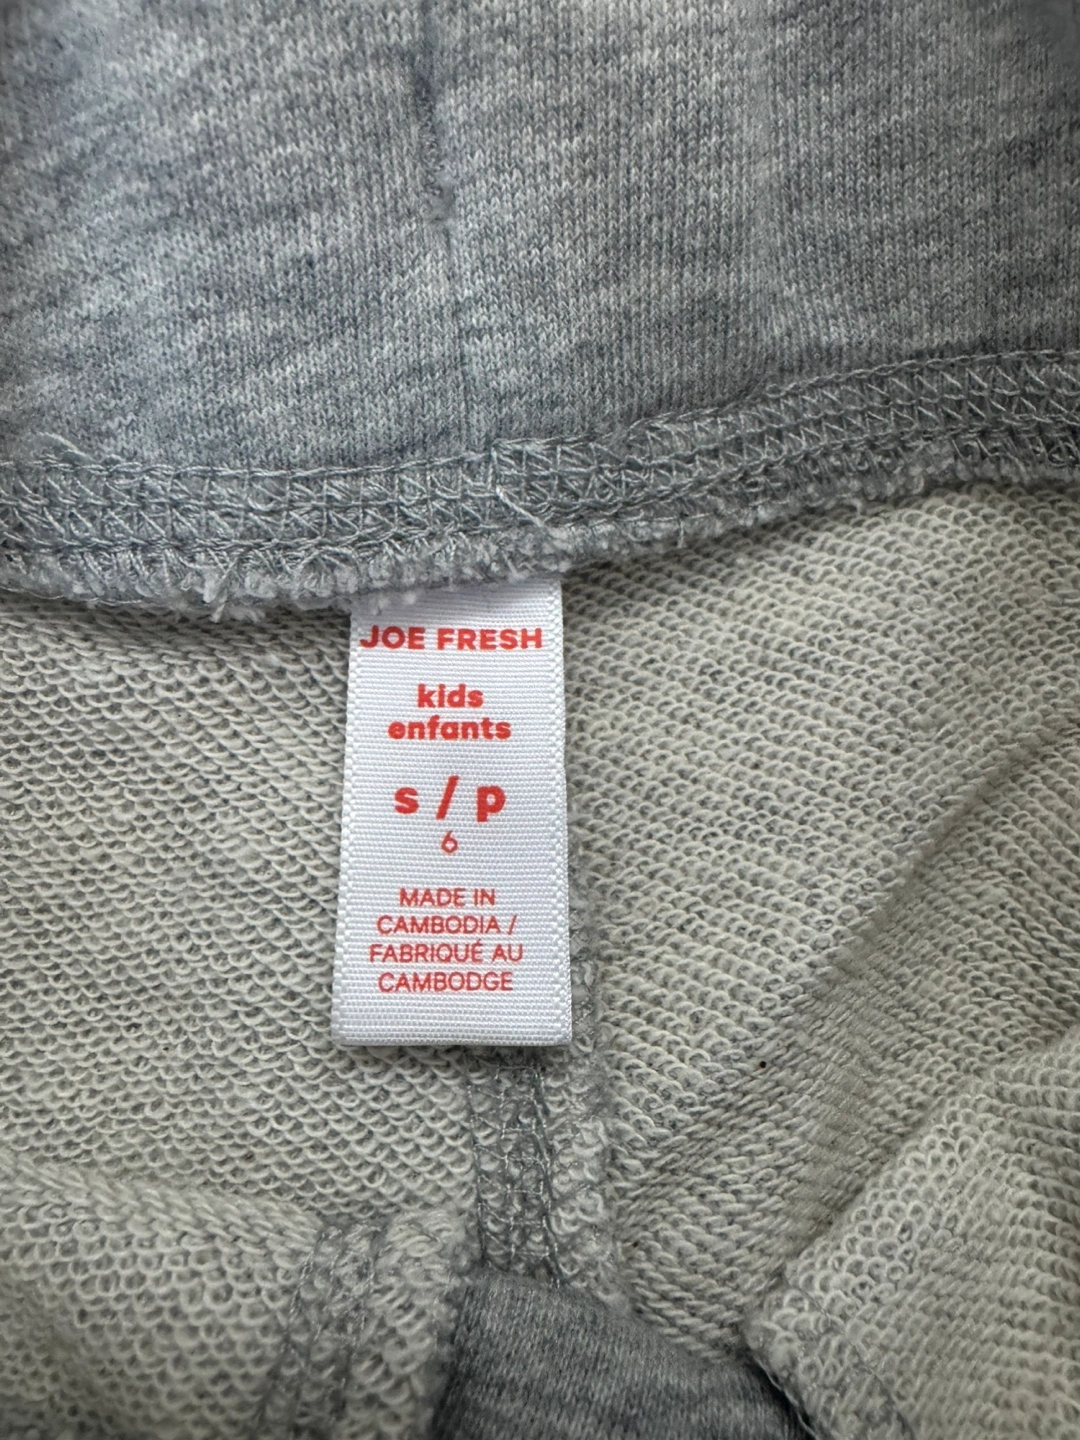 JOE FRESH
kids
enfants
s / p
6
MADE IN
CAMBODIA /
FABRIQUÉ AU
CAMBODGE